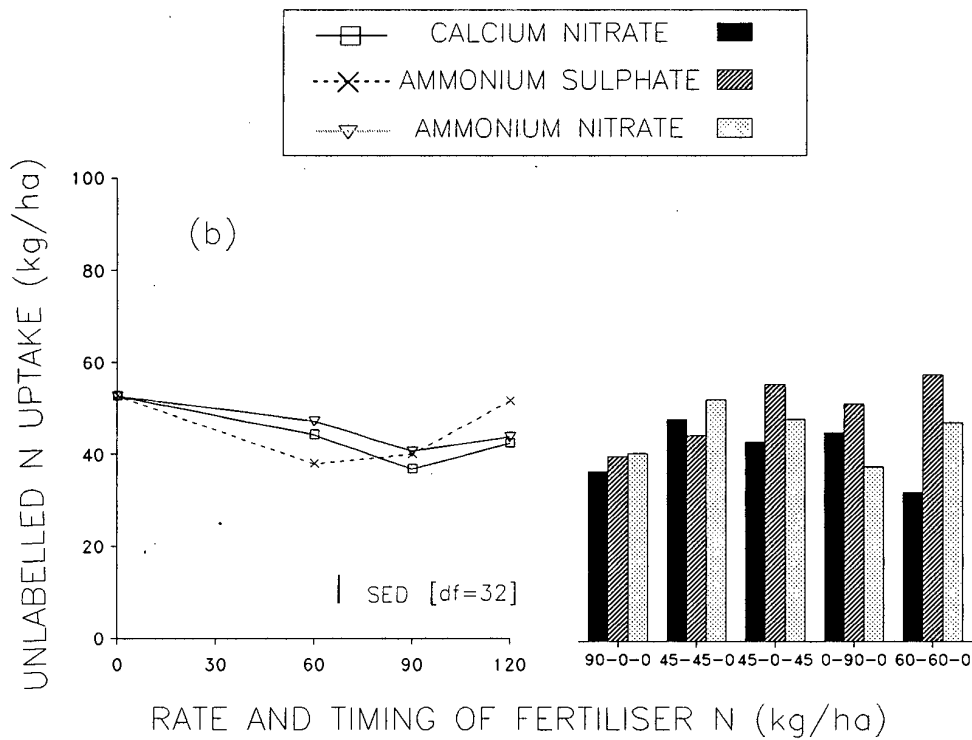 CALCIUM NITRATE
AMMONIUM SULPHATE
AMMONIUM NITRATE
UNLABELLED N UPTAKE (kg/ha)
100
80
60
40
20
0
(b)
SED [df=32]
0 30 60 90 120
90-0-0 45-45-0 45-0-45 0-90-0 60-60-0
RATE AND TIMING OF FERTILISER N (kg/ha)